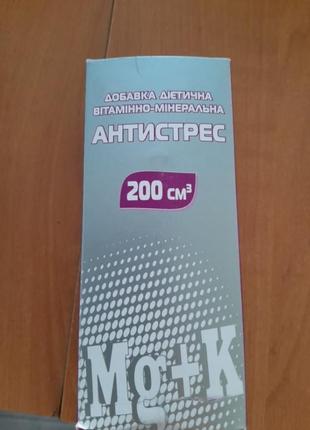 ДОБАВКА ДІЄТИЧНА
ВІТАМІННО-МІНЕРАЛЬНА
АНТИСТРЕС
200 СМ³
Mg+K